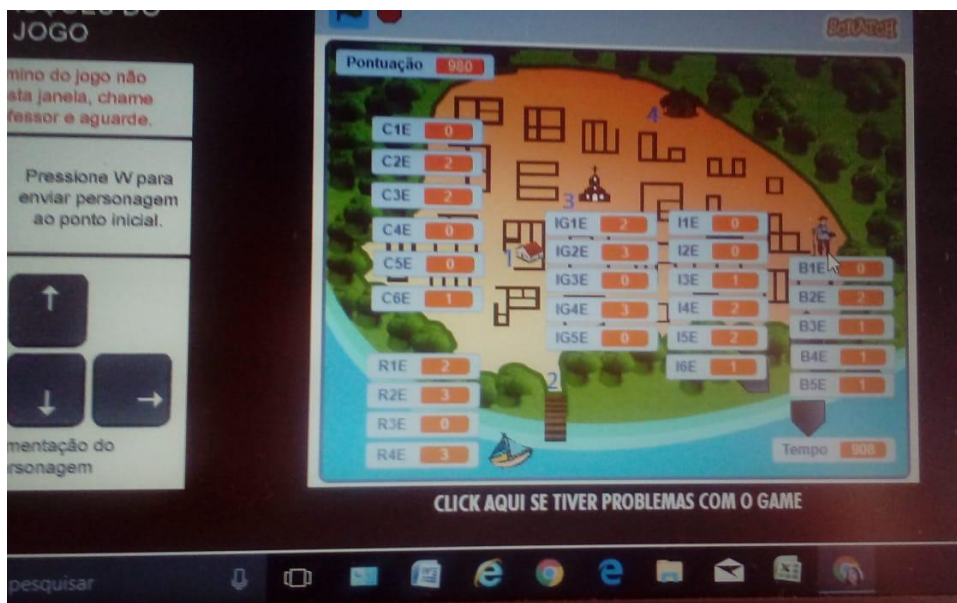 JOGO
mino do jogo não
sta janela, chame
fessor e aguarde.
Pressione W para
enviar personagem
ao ponto inicial.
↑
↓ →
mentação do
rsonagem
SCRATCH
Pontuação 980
C1E 0
C2E 2
C3E 2
C4E 0
C5E 0
C6E 1
R1E 2
R2E 3
R3E 0
R4E 3
4
3
1
2
IG1E 2
IG2E 3
IG3E 0
IG4E 3
IG5E 0
I1E 0
I2E 0
I3E 1
I4E 2
I5E 2
I6E 1
B1E 0
B2E 2
B3E 1
B4E 1
B5E 1
Tempo 908
CLICK AQUI SE TIVER PROBLEMAS COM O GAME
pesquisar